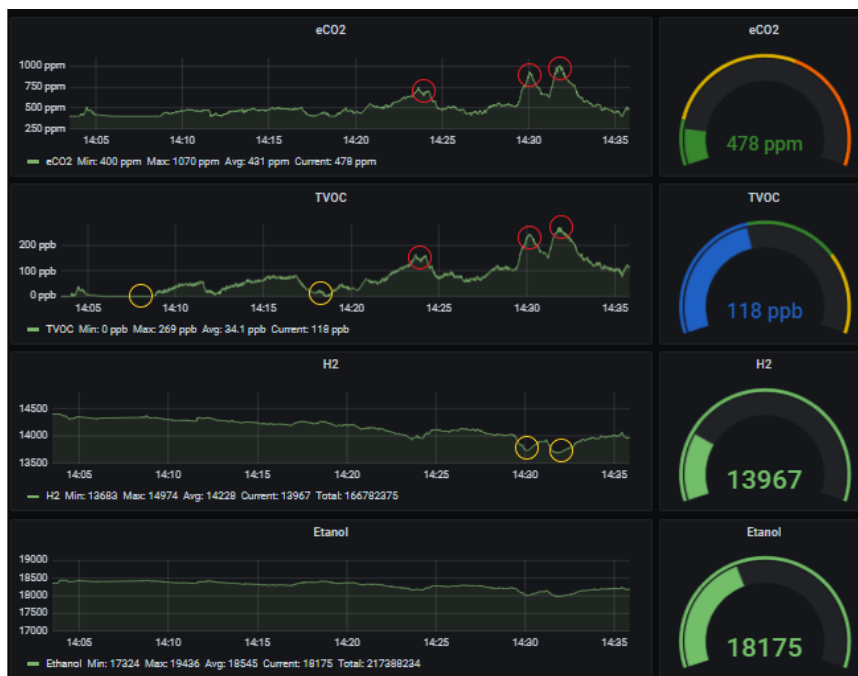 eCO2
1000 ppm
750 ppm
500 ppm
250 ppm
14:05 14:10 14:15 14:20 14:25 14:30 14:35
eCO2 Min: 400 ppm Max: 1070 ppm Avg: 431 ppm Current: 478 ppm
eCO2
478 ppm
TVOC
200 ppb
100 ppb
0 ppb
14:05 14:10 14:15 14:20 14:25 14:30 14:35
TVOC Min: 0 ppb Max: 269 ppb Avg: 34.1 ppb Current: 118 ppb
TVOC
118 ppb
H2
14500
14000
13500
14:05 14:10 14:15 14:20 14:25 14:30 14:35
H2 Min: 13683 Max: 14974 Avg: 14228 Current: 13967 Total: 166782375
H2
13967
Etanol
19000
18500
18000
17500
17000
14:05 14:10 14:15 14:20 14:25 14:30 14:35
Ethanol Min: 17324 Max: 19436 Avg: 18545 Current: 18175 Total: 217388234
Etanol
18175